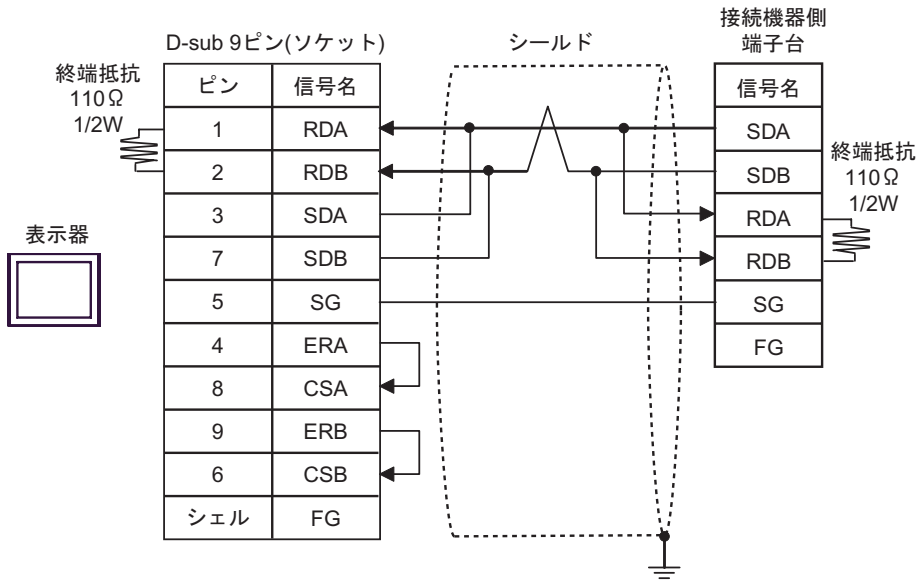 接続機器側
端子台
D-sub 9ピン(ソケット)
シールド
終端抵抗
110Ω
1/2W
ピン 信号名
1 RDA
2 RDB
3 SDA
7 SDB
5 SG
4 ERA
8 CSA
9 ERB
6 CSB
シェル FG
表示器
信号名
SDA
SDB
RDA
RDB
SG
FG
終端抵抗
110Ω
1/2W